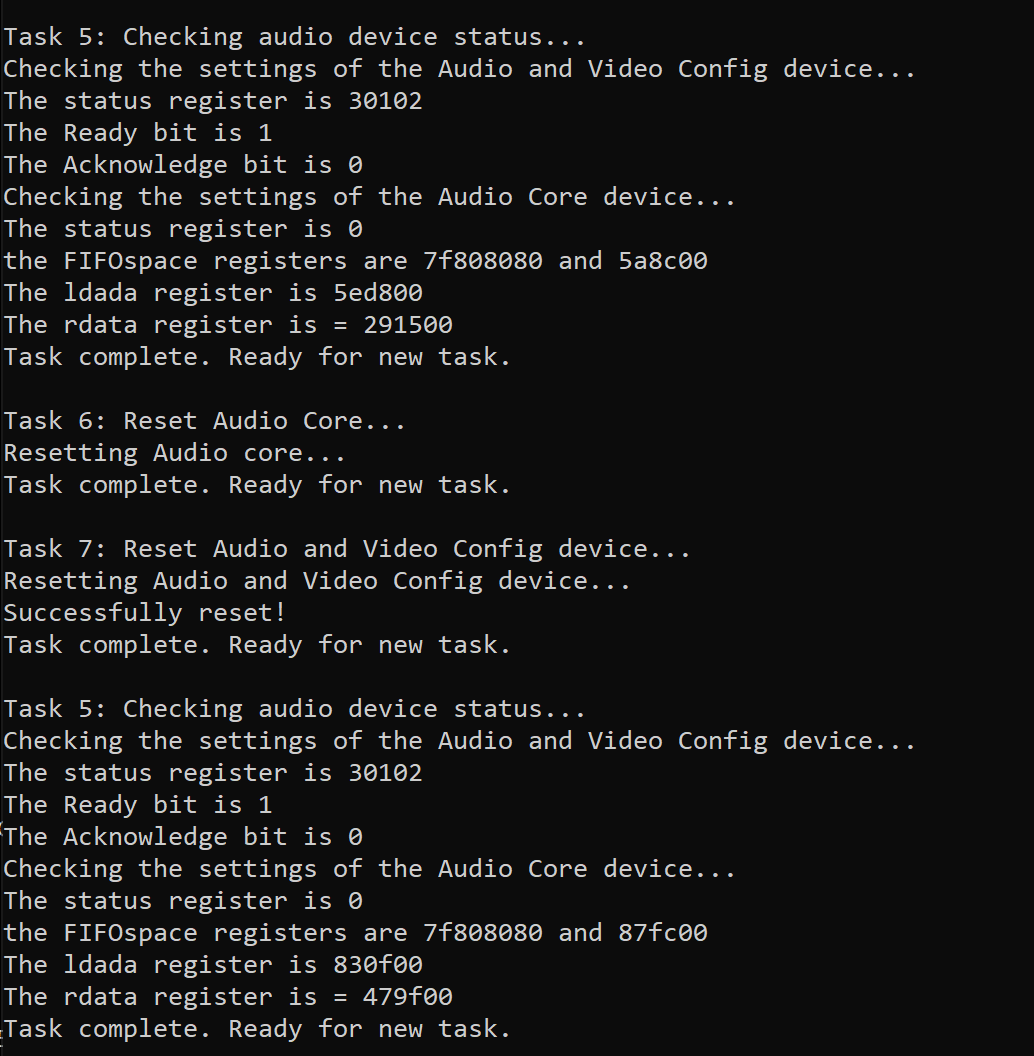 Task 5: Checking audio device status...
Checking the settings of the Audio and Video Config device...
The status register is 30102
The Ready bit is 1
The Acknowledge bit is 0
Checking the settings of the Audio Core device...
The status register is 0
the FIFOspace registers are 7f808080 and 5a8c00
The ldada register is 5ed800
The rdata register is = 291500
Task complete. Ready for new task.

Task 6: Reset Audio Core...
Resetting Audio core...
Task complete. Ready for new task.

Task 7: Reset Audio and Video Config device...
Resetting Audio and Video Config device...
Successfully reset!
Task complete. Ready for new task.

Task 5: Checking audio device status...
Checking the settings of the Audio and Video Config device...
The status register is 30102
The Ready bit is 1
The Acknowledge bit is 0
Checking the settings of the Audio Core device...
The status register is 0
the FIFOspace registers are 7f808080 and 87fc00
The ldada register is 830f00
The rdata register is = 479f00
Task complete. Ready for new task.